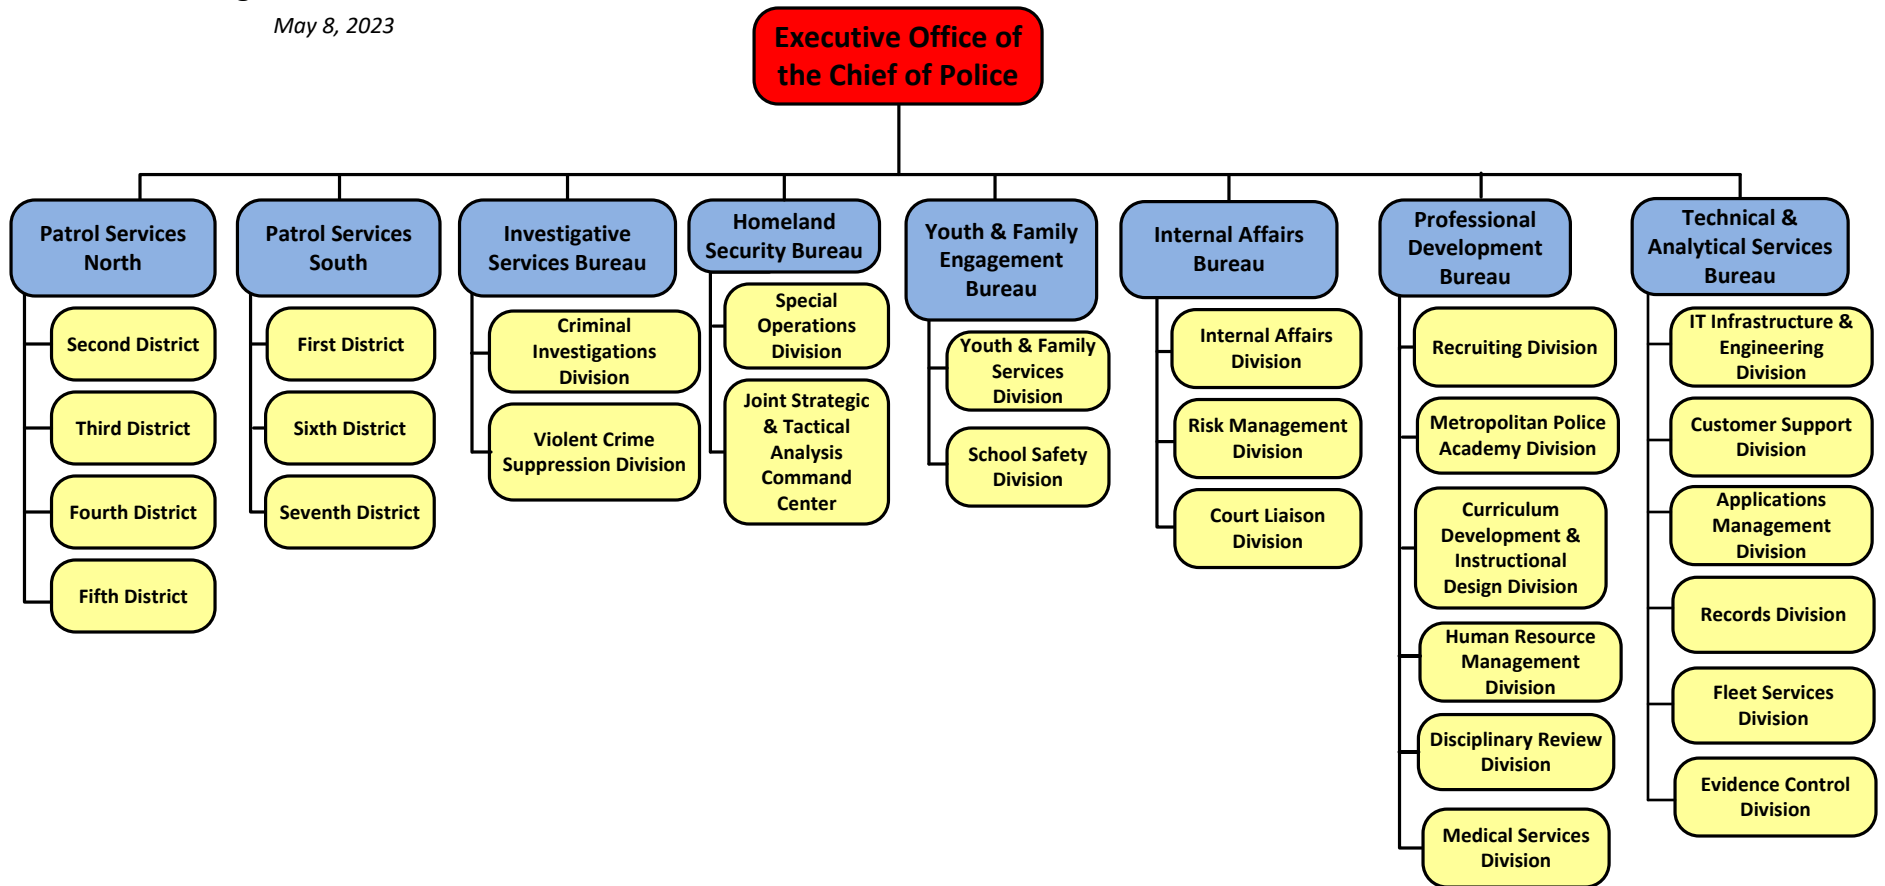 May 8, 2023
Executive Office of
the Chief of Police
Patrol Services
North
Second District
Third District
Fourth District
Fifth District
Patrol Services
South
First District
Sixth District
Seventh District
Investigative
Services Bureau
Criminal
Investigations
Division
Violent Crime
Suppression Division
Homeland
Security Bureau
Special
Operations
Division
Joint Strategic
& Tactical
Analysis
Command
Center
Youth & Family
Engagement
Bureau
Youth & Family
Services
Division
School Safety
Division
Internal Affairs
Bureau
Internal Affairs
Division
Risk Management
Division
Court Liaison
Division
Professional
Development
Bureau
Recruiting Division
Metropolitan Police
Academy Division
Curriculum
Development &
Instructional
Design Division
Human Resource
Management
Division
Disciplinary Review
Division
Medical Services
Division
Technical &
Analytical Services
Bureau
IT Infrastructure &
Engineering
Division
Customer Support
Division
Applications
Management
Division
Records Division
Fleet Services
Division
Evidence Control
Division